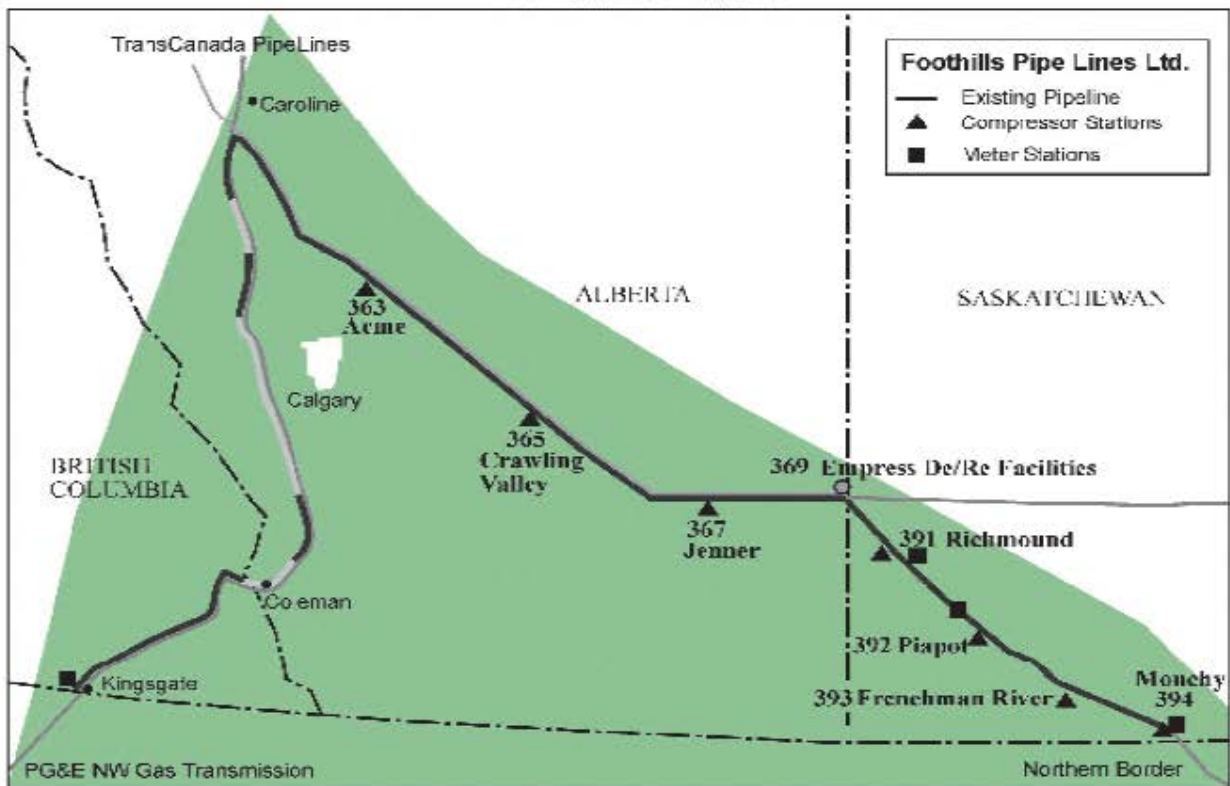 TransCanada PipeLines
Caroline
Foothills Pipe Lines Ltd.
Existing Pipeline
Compressor Stations
Meter Stations
ALBERTA
SASKATCHEWAN
363
Acme
Calgary
365
Crawling
Valley
BRITISH
COLUMBIA
369 Empress De/Re Facilities
367
Jenner
391 Richmound
Coleman
392 Piapot
Kingsgate
393 Frenchman River
Monchy
394
PG&E NW Gas Transmission
Northern Border